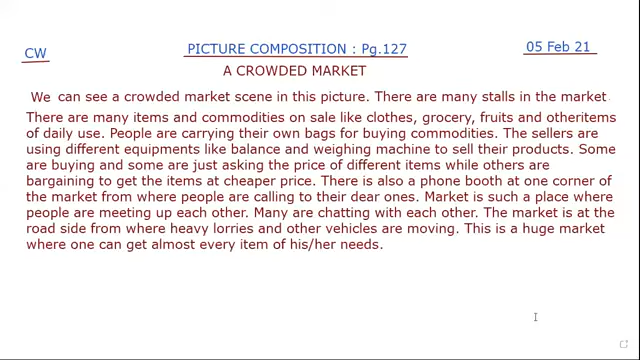 CW
PICTURE COMPOSITION : Pg.127
05 Feb 21
A CROWDED MARKET
We can see a crowded market scene in this picture. There are many stalls in the market.
There are many items and commodities on sale like clothes, grocery, fruits and otheritems
of daily use. People are carrying their own bags for buying commodities. The sellers are
using different equipments like balance and weighing machine to sell their products. Some
are buying and some are just asking the price of different items while others are
bargaining to get the items at cheaper price. There is also a phone booth at one corner of
the market from where people are calling to their dear ones. Market is such a place where
people are meeting up each other. Many are chatting with each other. The market is at the
road side from where heavy lorries and other vehicles are moving. This is a huge market
where one can get almost every item of his/her needs.